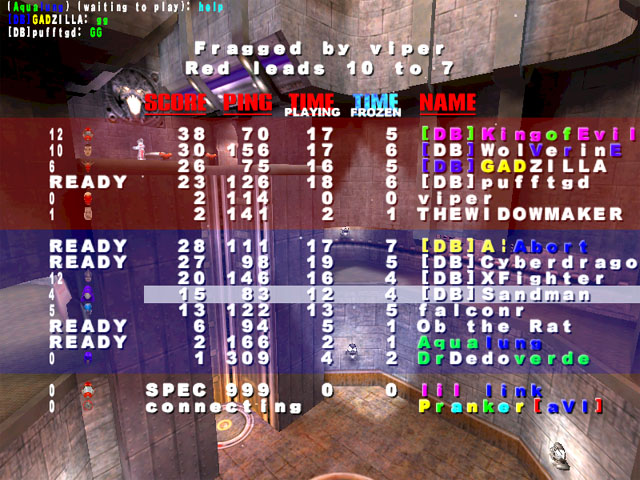 (Aqualung) (waiting to play): help
[DB]GADZILLA: gg
[DB]pufftgd: GG
Fragged by viper
Red leads 10 to 7
SCORE PING TIME PLAYING TIME FROZEN NAME
12 38 70 17 5 [DB]KingofEvil
10 30 156 17 6 [DB]WolVerinE
6 26 75 16 5 [DB]GADZILLA
READY 23 126 18 6 [DB]pufftgd
0 2 114 0 0 viper
1 2 141 2 1 THEWIDOWMAKER
READY 28 111 17 7 [DB]A¦Abort
READY 27 98 19 5 [DB]Cyberdrago
12 20 146 16 4 [DB]XFighter
4 15 83 12 4 [DB]Sandman
5 13 122 13 5 falconr
READY 6 94 5 1 Ob the Rat
READY 2 166 2 1 Aqualung
0 1 309 4 2 DrDedoverde
0 SPEC 999 0 0 lil link
0 connecting Pranker[aVI]